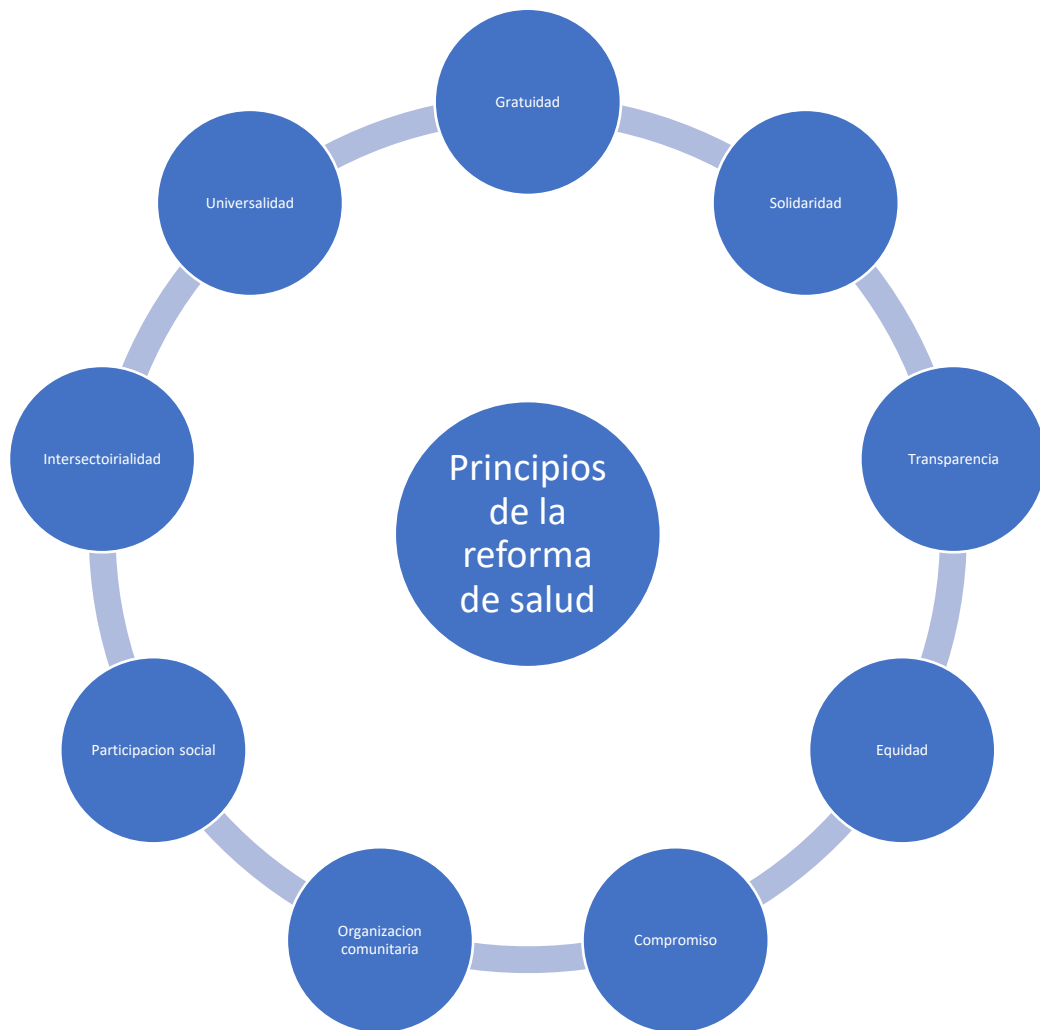 Gratuidad
Solidaridad
Transparencia
Equidad
Compromiso
Organizacion
comunitaria
Participacion social
Intersectoirialidad
Universalidad
Principios
de la
reforma
de salud